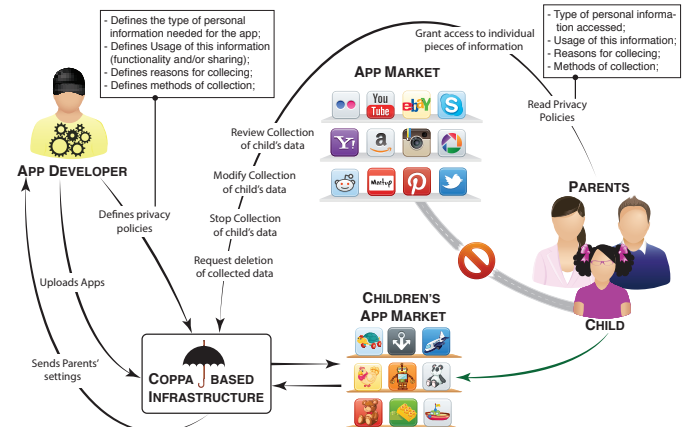 - Defines the type of personal
information needed for the app;
- Defines Usage of this information
(functionality and/or sharing);
- Defines reasons for collecing;
- Defines methods of collection;
Grant access to individual
pieces of information
- Type of personal informa-
tion accessed;
- Usage of this information;
- Reasons for collecing;
- Methods of collection;
APP MARKET
You
Tube
ebY
S
Read Privacy
Policies
Review Collection
of child's data
Y!
a
APP DEVELOPER
Modify Collection
of child's data
Meetup
PARENTS
Defines privacy
policies
Stop Collection
of child's data
Request deletion
of collected data
Uploads Apps
CHILDREN'S
APP MARKET
CHILD
Sends Parents'
settings
COPPA BASED
INFRASTRUCTURE